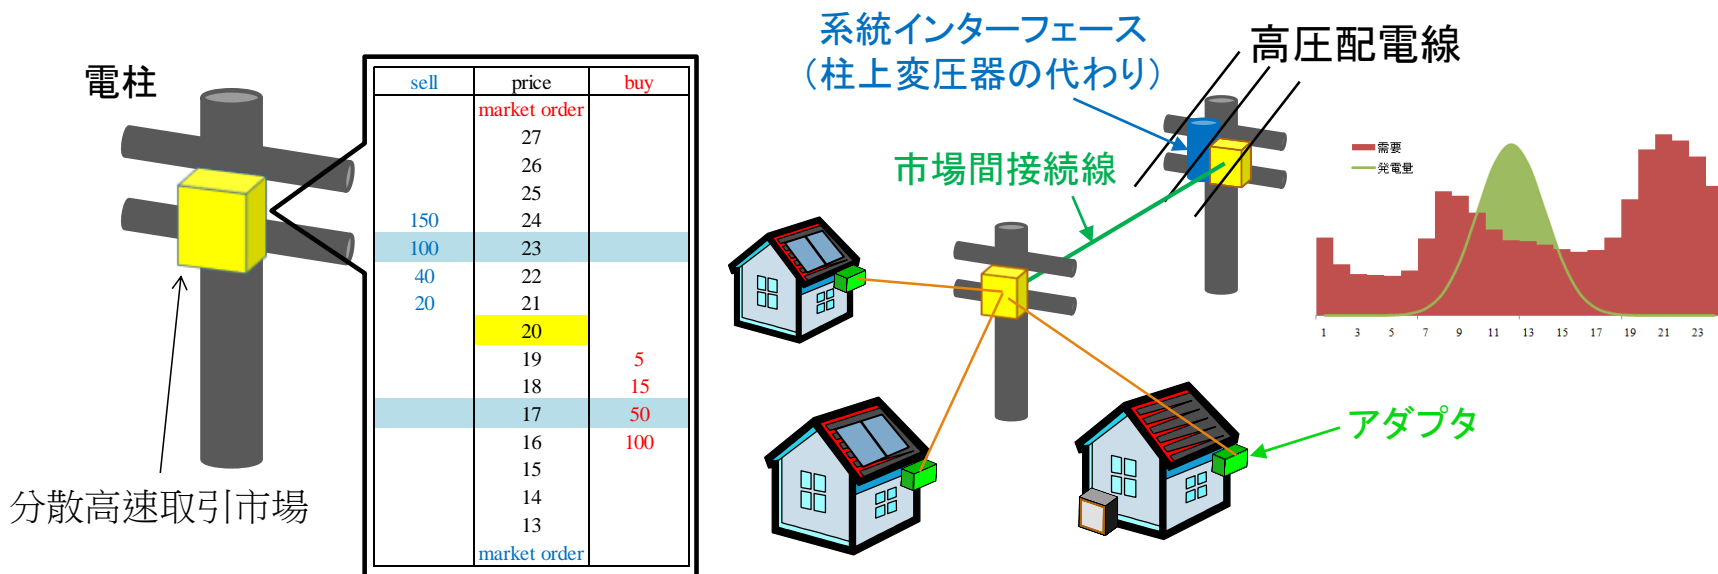 電柱
sell price buy
market order
27
26
25
150 24
100 23
40 22
20 21
20
19 5
18 15
17 50
16 100
15
14
13
market order
分散高速取引市場
系統インターフェース
(柱上変圧器の代わり)
高圧配電線
市場間接続線
アダプタ
需要
発電量
1 3 5 7 9 11 13 15 17 19 21 23